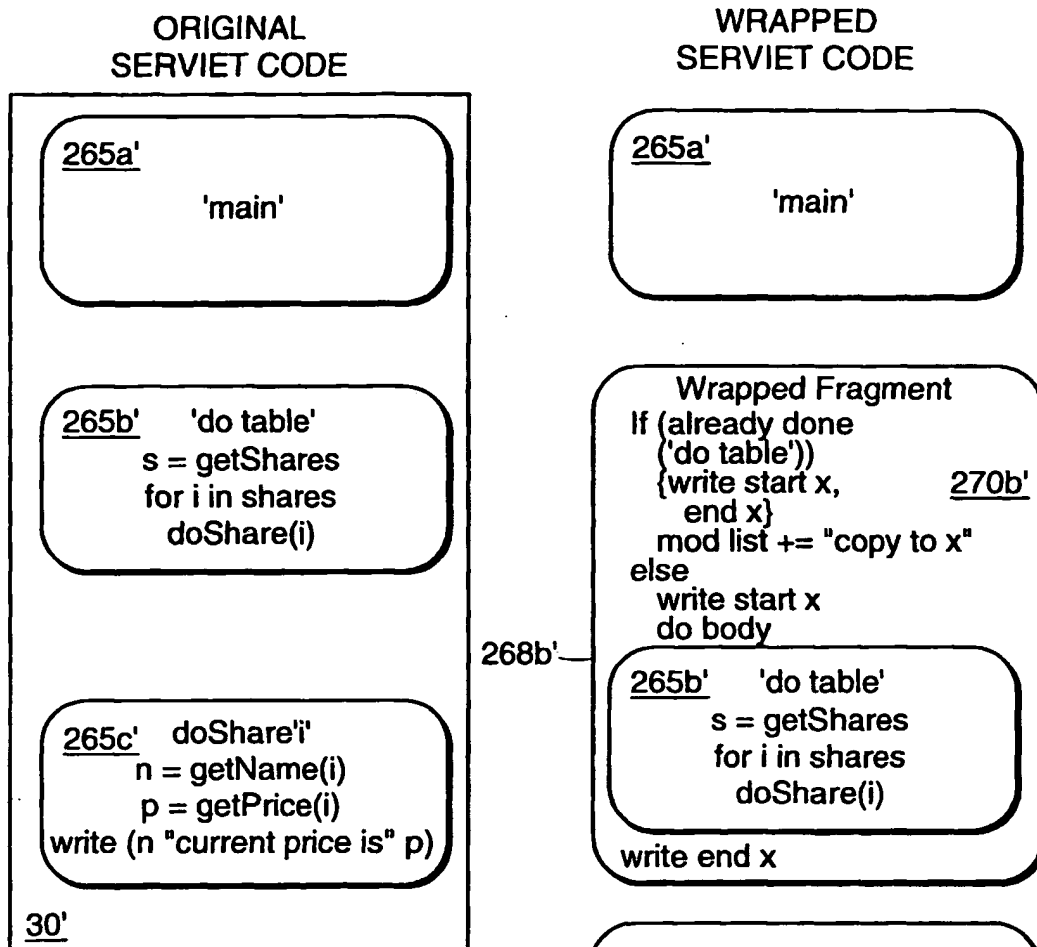 ORIGINAL
SERVIET CODE
265a'
'main'
265b' 'do table'
s = getShares
for i in shares
doShare(i)
265c' doShare'i'
n = getName(i)
p = getPrice(i)
write (n "current price is" p)
30'
WRAPPED
SERVIET CODE
265a'
'main'
Wrapped Fragment
If (already done
('do table'))
{write start x, 270b'
end x}
mod list += "copy to x"
else
write start x
do body
268b'
265b' 'do table'
s = getShares
for i in shares
doShare(i)
write end x